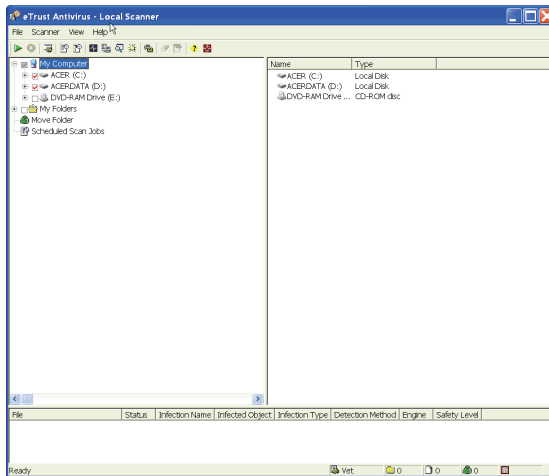 eTrust Antivirus - Local Scanner
File Scanner View Help
My Computer
ACER (C:)
ACERDATA (D:)
DVD-RAM Drive (E:)
My Folders
Move Folder
Scheduled Scan Jobs
Name Type
ACER (C:) Local Disk
ACERDATA (D:) Local Disk
DVD-RAM Drive ... CD-ROM disc
File Status Infection Name Infected Object Infection Type Detection Method Engine Safety Level
Ready Vet 0 0 0